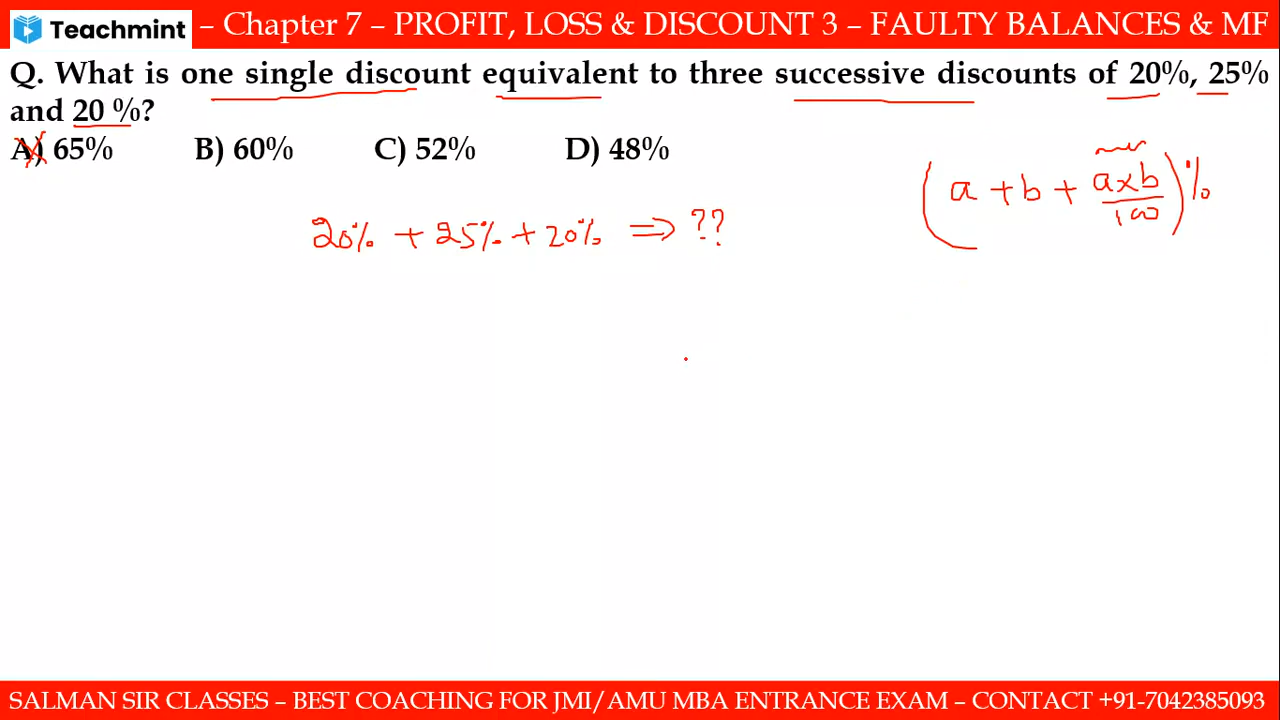 Teachmint – Chapter 7 – PROFIT, LOSS & DISCOUNT 3 – FAULTY BALANCES & MF
Q. What is one single discount equivalent to three successive discounts of 20%, 25%
and 20 %?
A) 65% B) 60% C) 52% D) 48%
(a + b + a×b/100)%
20% + 25% + 20% ⇒ ??
SALMAN SIR CLASSES – BEST COACHING FOR JMI/AMU MBA ENTRANCE EXAM – CONTACT +91-7042385093